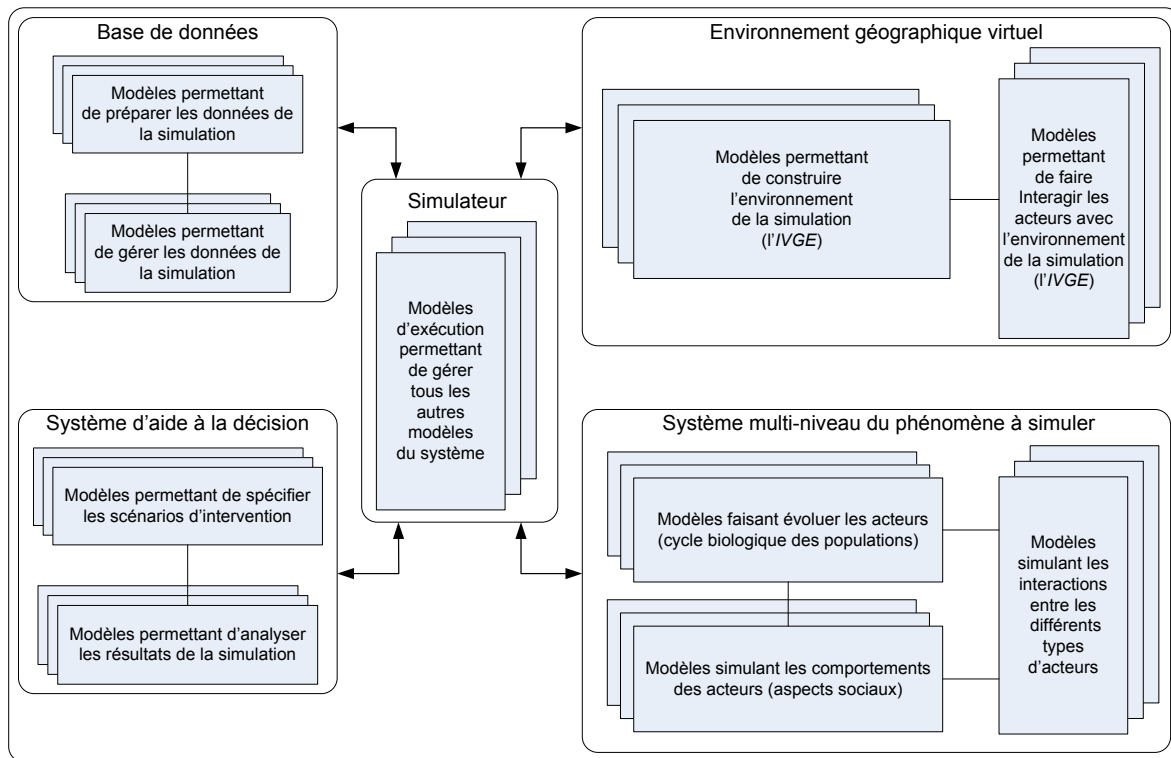 Base de données
Modèles permettant
de préparer les données de
la simulation
Modèles permettant
de gérer les données de
la simulation
Environnement géographique virtuel
Modèles permettant
de construire
l’environnement
de la simulation
(l’IVGE)
Modèles
permettant
de faire
Interagir les
acteurs avec
l’environnement
de la simulation
(l’IVGE)
Simulateur
Modèles
d’exécution
permettant
de gérer
tous les
autres
modèles
du système
Système d’aide à la décision
Modèles permettant de spécifier
les scénarios d’intervention
Modèles permettant d’analyser
les résultats de la simulation
Système multi-niveau du phénomène à simuler
Modèles faisant évoluer les acteurs
(cycle biologique des populations)
Modèles simulant les comportements
des acteurs (aspects sociaux)
Modèles
simulant les
interactions
entre les
différents
types
d’acteurs